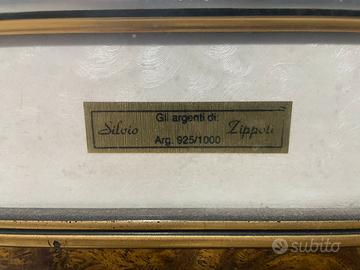 Gli argenti di:
Silvio Zippoli
Arg. 925/1000
subito